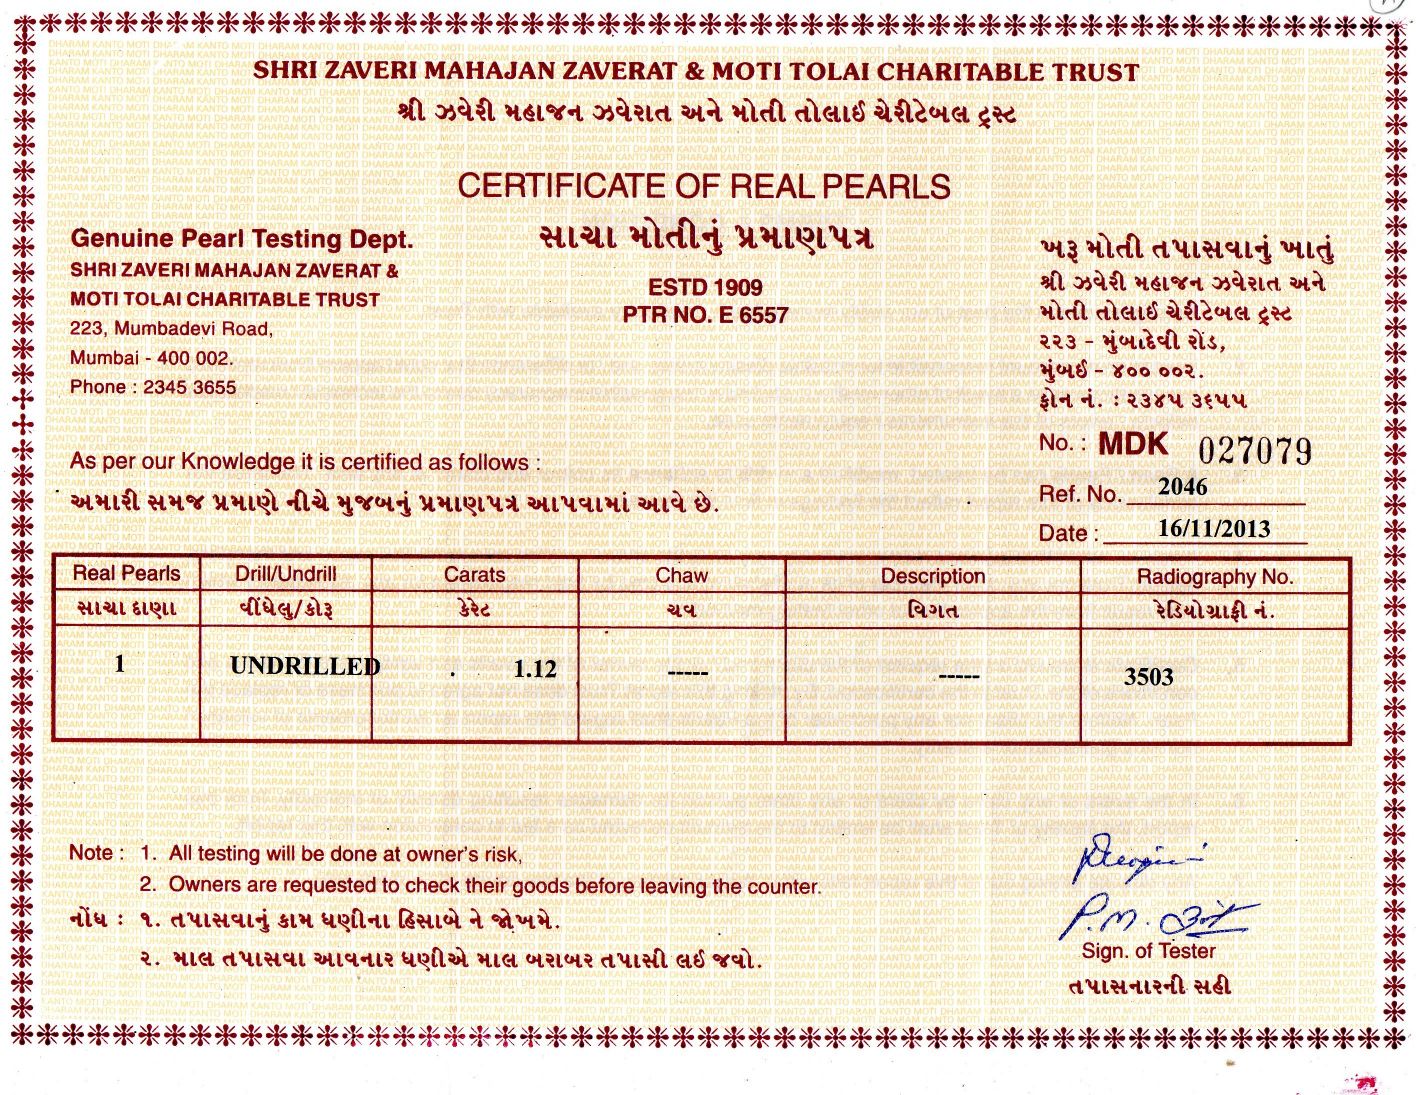 SHRI ZAVERI MAHAJAN ZAVERAT & MOTI TOLAI CHARITABLE TRUST
શ્રી ઝવેરી મહાજન ઝવેરાત અને મોતી તોલાઈ ચેરીટેબલ ટ્રસ્ટ
CERTIFICATE OF REAL PEARLS
સાચા મોતીનું પ્રમાણપત્ર
ESTD 1909
PTR NO. E 6557
Genuine Pearl Testing Dept.
SHRI ZAVERI MAHAJAN ZAVERAT &
MOTI TOLAI CHARITABLE TRUST
223, Mumbadevi Road,
Mumbai - 400 002.
Phone : 2345 3655
ખરૂ મોતી તપાસવાનું ખાતું
શ્રી ઝવેરી મહાજન ઝવેરાત અને
મોતી તોલાઈ ચેરીટેબલ ટ્રસ્ટ
૨૨૩ - મુંબાદેવી રોડ,
મુંબઈ - ૪૦૦ ૦૦૨.
ફોન નં. : ૨૩૪૫ ૩૬૫૫
No. : MDK 027079
Ref. No. 2046
Date : 16/11/2013
As per our Knowledge it is certified as follows :
અમારી સમજ પ્રમાણે નીચે મુજબનું પ્રમાણપત્ર આપવામાં આવે છે.
Real Pearls Drill/Undrill Carats Chaw Description Radiography No.
સાચા દાણા વીંધેલુ/કોરૂ કેરેટ ચવ વિગત રેડિયોગ્રાફી નં.
1 UNDRILLED . 1.12 ----- ----- 3503
Note : 1. All testing will be done at owner's risk,
2. Owners are requested to check their goods before leaving the counter.
નોંધ : ૧. તપાસવાનું કામ ધણીના હિસાબે ને જોખમે.
૨. માલ તપાસવા આવનાર ધણીએ માલ બરાબર તપાસી લઈ જવો.
P.M.
Sign. of Tester
તપાસનારની સહી
DHARAM KANTO MOTI